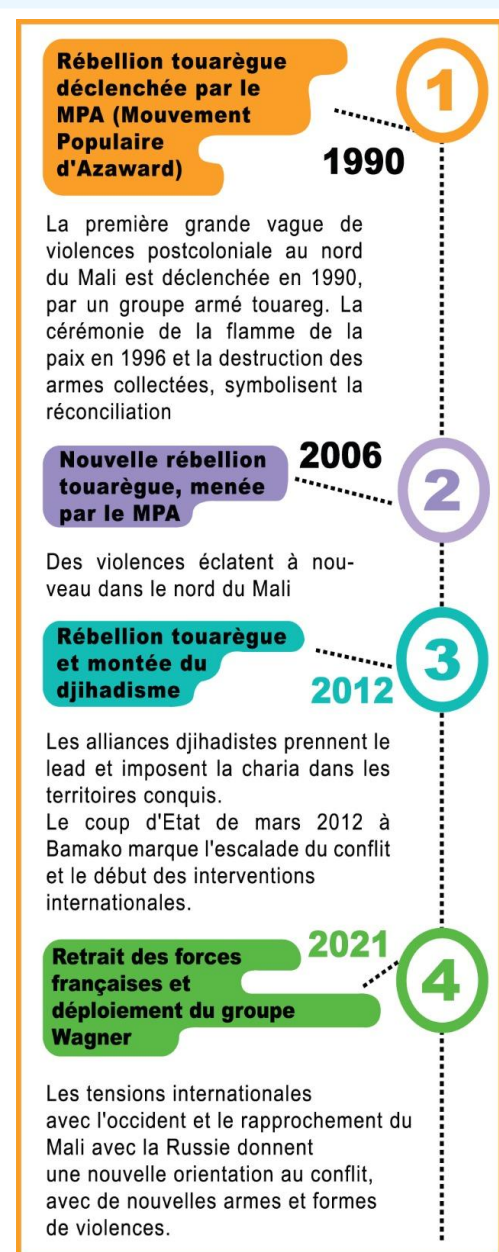 Rébellion touarègue
déclenchée par le
MPA (Mouvement
Populaire
d'Azaward)
1
1990
La première grande vague de
violences postcoloniale au nord
du Mali est déclenchée en 1990,
par un groupe armé touareg. La
cérémonie de la flamme de la
paix en 1996 et la destruction des
armes collectées, symbolisent la
réconciliation
Nouvelle rébellion
touarègue, menée
par le MPA
2006
2
Des violences éclatent à nou-
veau dans le nord du Mali
Rébellion touarègue
et montée du
djihadisme
3
2012
Les alliances djihadistes prennent le
lead et imposent la charia dans les
territoires conquis.
Le coup d'Etat de mars 2012 à
Bamako marque l'escalade du conflit
et le début des interventions
internationales.
Retrait des forces
françaises et
déploiement du groupe
Wagner
2021
4
Les tensions internationales
avec l'occident et le rapprochement du
Mali avec la Russie donnent
une nouvelle orientation au conflit,
avec de nouvelles armes et formes
de violences.